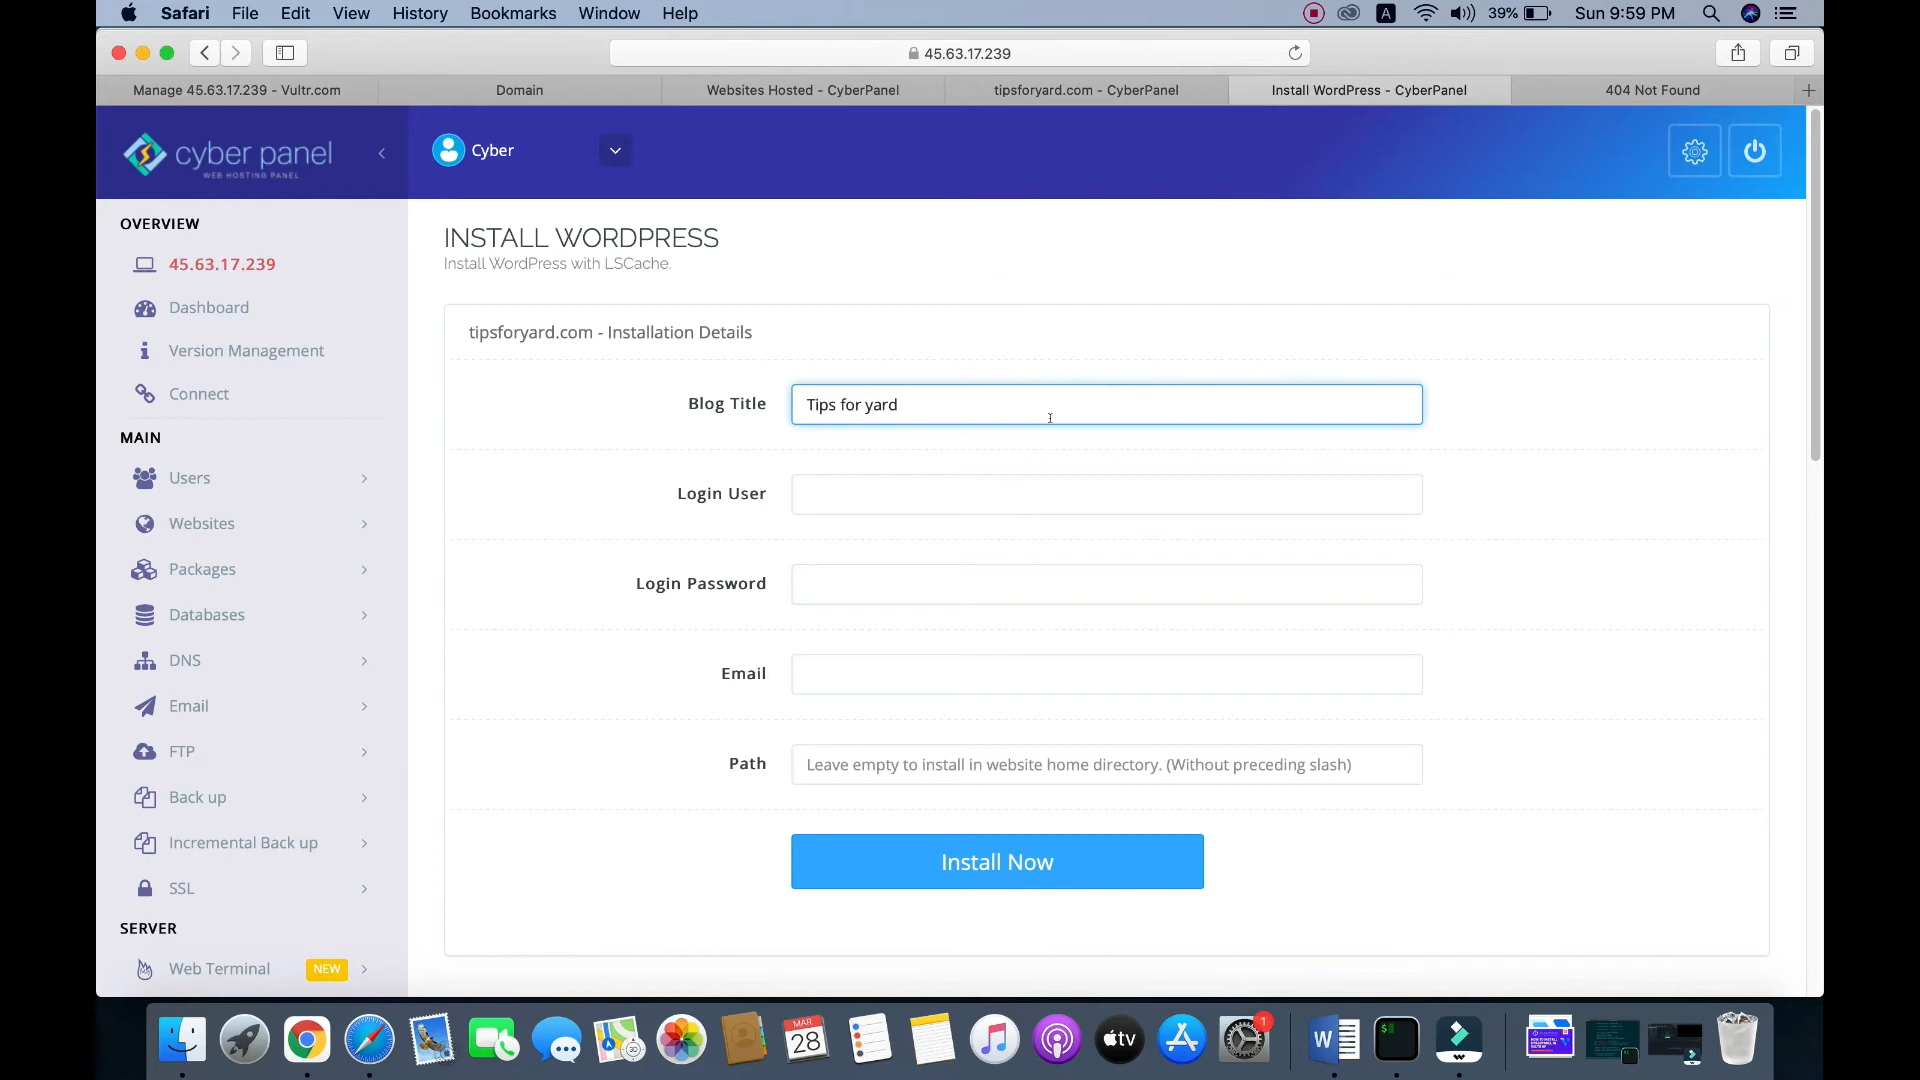 Safari File Edit View History Bookmarks Window Help
A 39% Sun 9:59 PM
45.63.17.239
Manage 45.63.17.239 - Vultr.com Domain Websites Hosted - CyberPanel tipsforyard.com - CyberPanel Install WordPress - CyberPanel 404 Not Found
cyber panel
WEB HOSTING PANEL
Cyber
OVERVIEW
45.63.17.239
Dashboard
Version Management
Connect
MAIN
Users
Websites
Packages
Databases
DNS
Email
FTP
Back up
Incremental Back up
SSL
SERVER
Web Terminal NEW
INSTALL WORDPRESS
Install WordPress with LSCache.
tipsforyard.com - Installation Details
Blog Title Tips for yard
Login User
Login Password
Email
Path Leave empty to install in website home directory. (Without preceding slash)
Install Now
MAR
28
tv
1
W
$